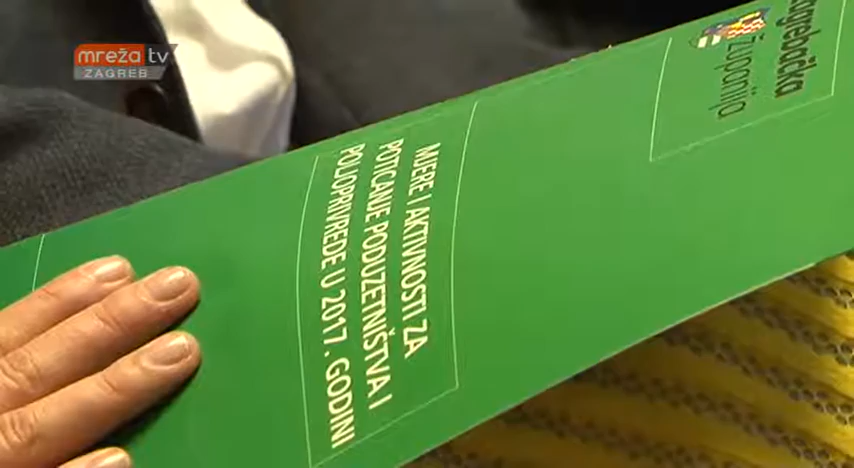 mreža tv
ZAGREB
zagrebačka
županija
MJERE I AKTIVNOSTI ZA
POTICANJE PODUZETNIŠTVA I
POLJOPRIVREDE U 2017. GODINI